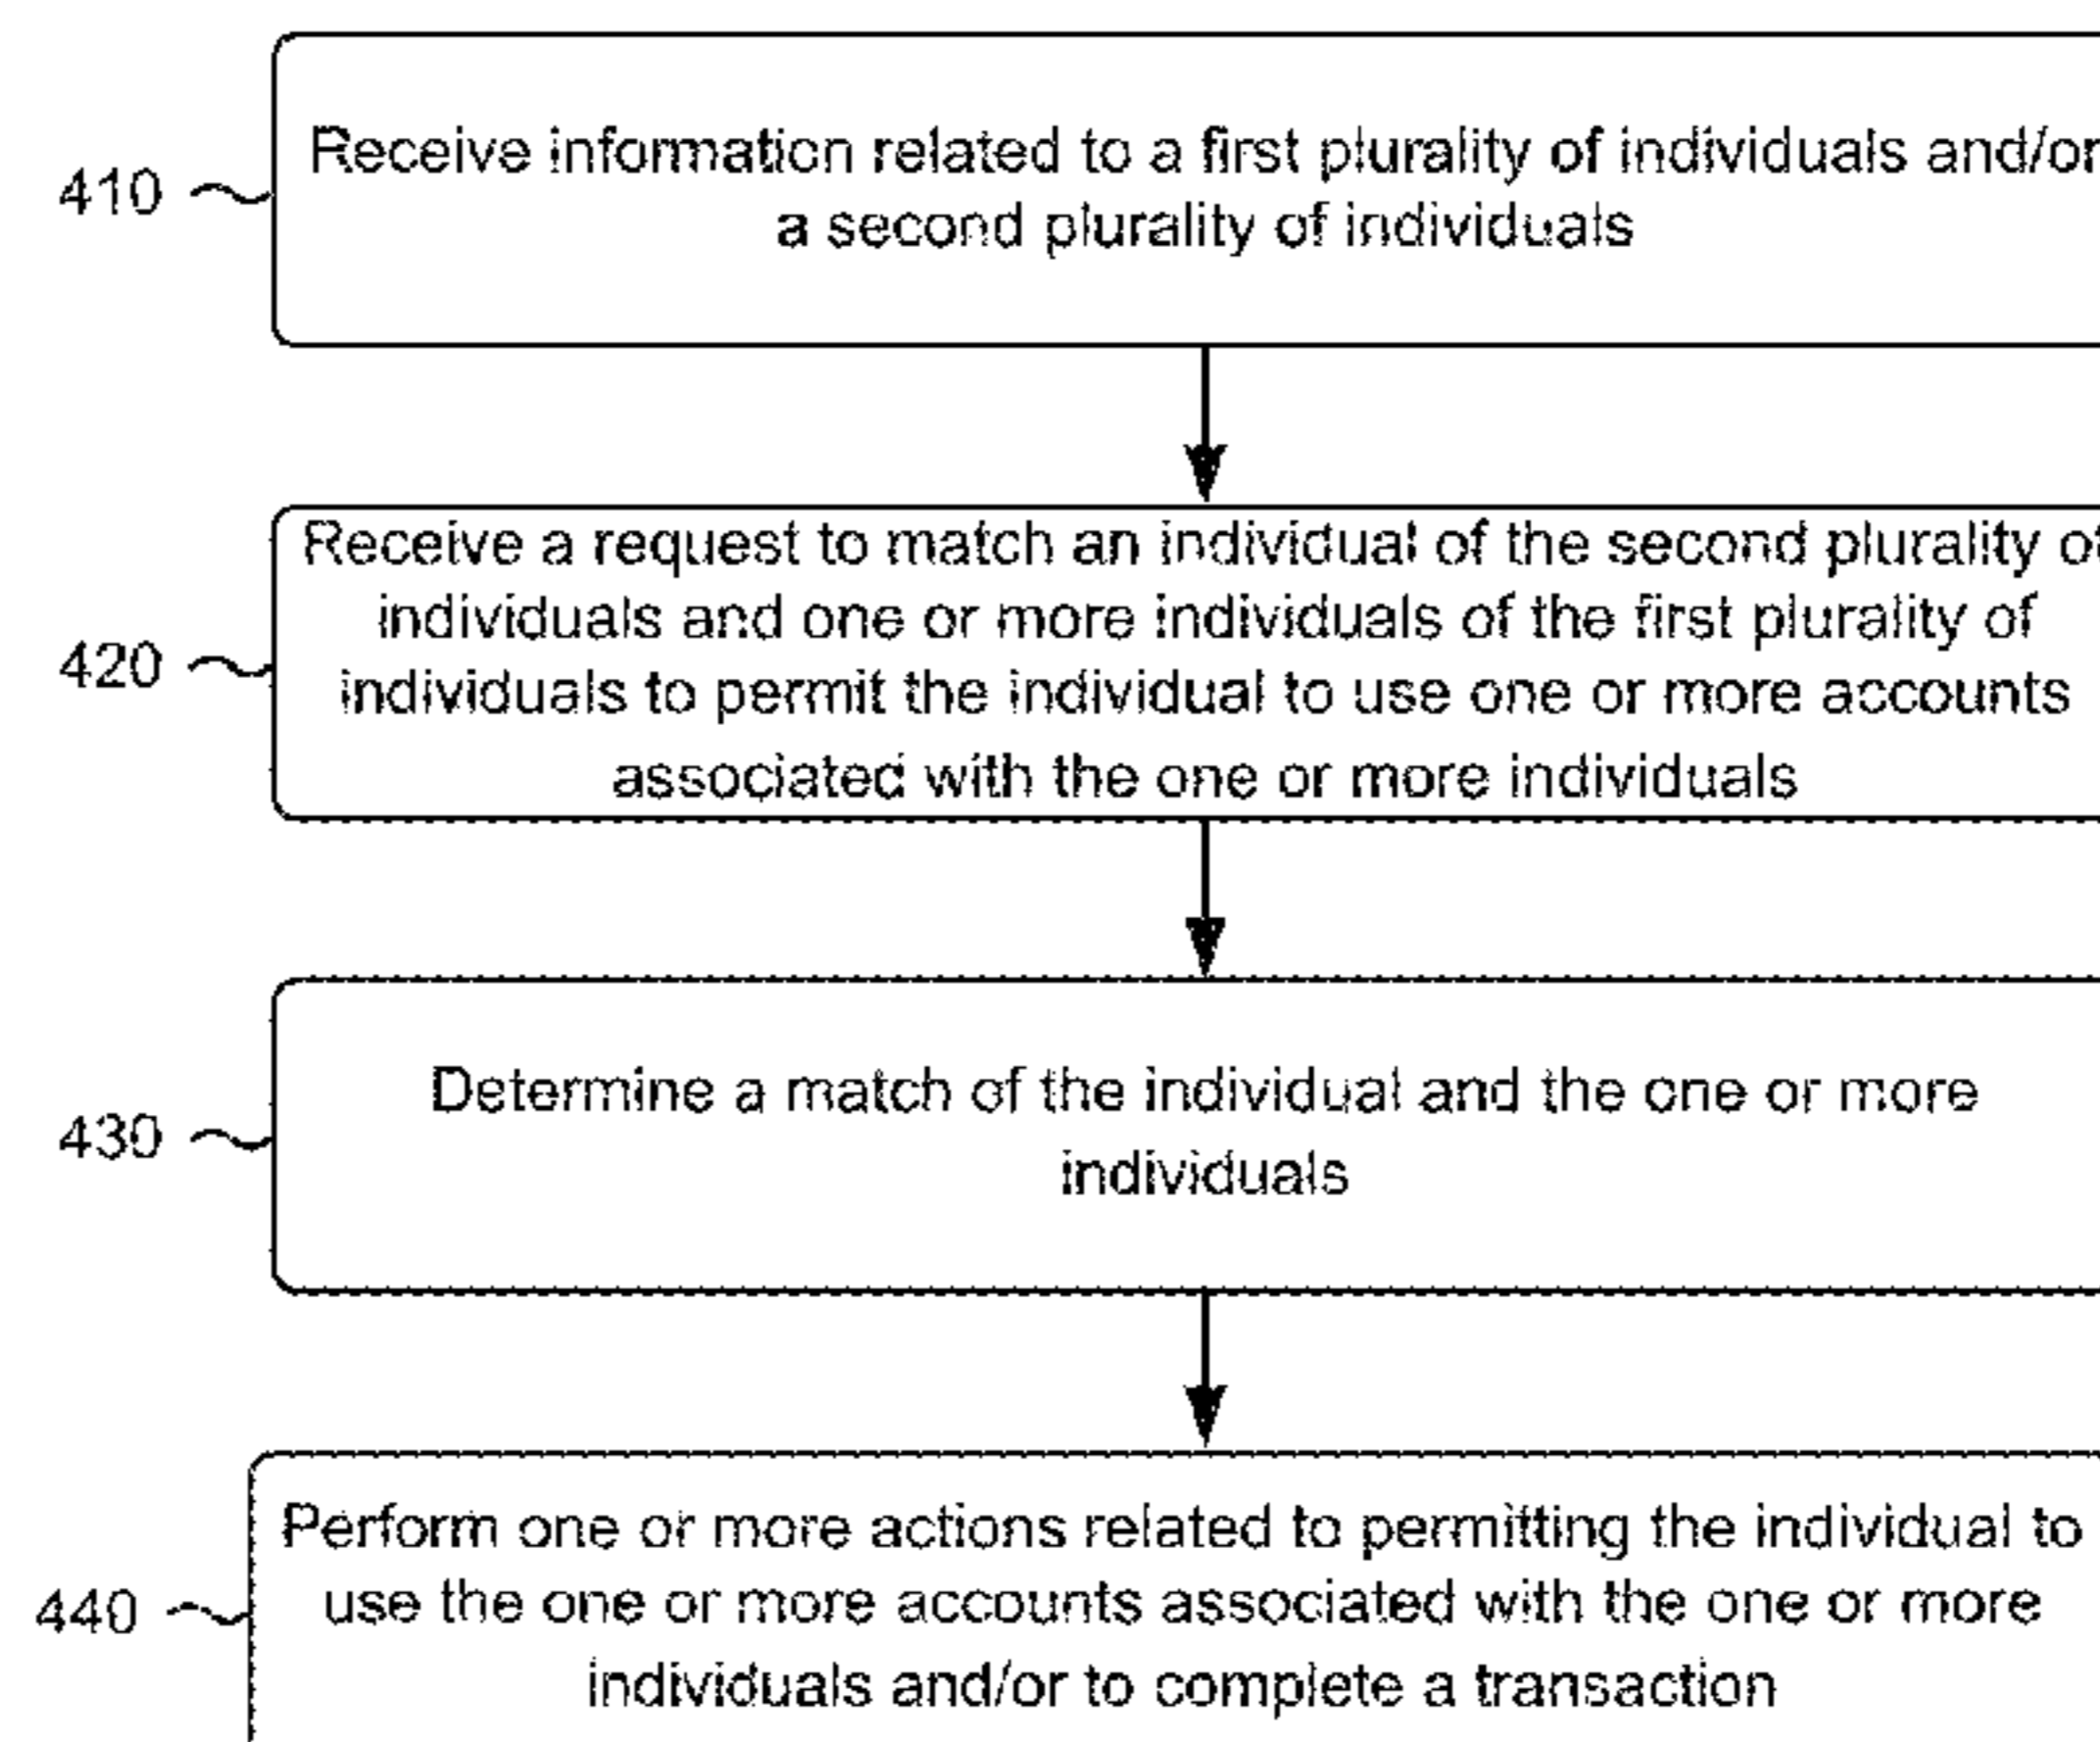 410
Receive information related to a first plurality of individuals and/or
a second plurality of individuals
420
Receive a request to match an individual of the second plurality of
individuals and one or more individuals of the first plurality of
individuals to permit the individual to use one or more accounts
associated with the one or more individuals
430
Determine a match of the individual and the one or more
individuals
440
Perform one or more actions related to permitting the individual to
use the one or more accounts associated with the one or more
individuals and/or to complete a transaction